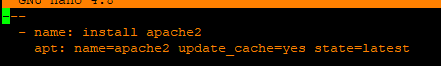 GNU nano 4.8
---
  - name: install apache2
    apt: name=apache2 update_cache=yes state=latest